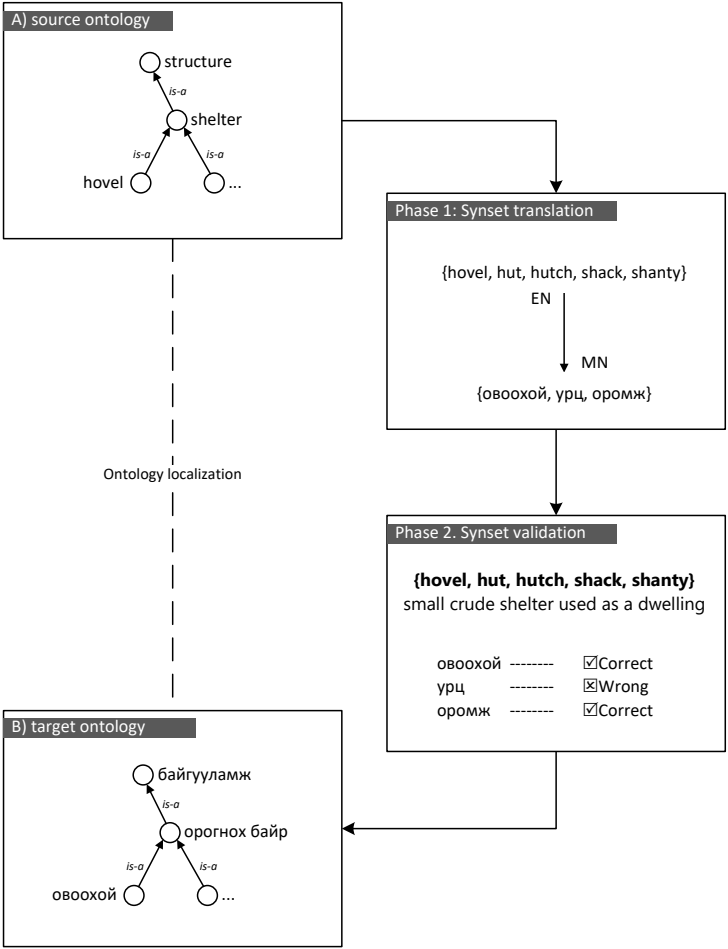 A) source ontology
structure
is-a
shelter
is-a
is-a
hovel
...
Phase 1: Synset translation
{hovel, hut, hutch, shack, shanty}
EN
MN
{овоохой, урц, оромж}
Ontology localization
Phase 2. Synset validation
{hovel, hut, hutch, shack, shanty}
small crude shelter used as a dwelling
овоохой -------- ☑Correct
урц -------- ☒Wrong
оромж -------- ☑Correct
B) target ontology
байгууламж
is-a
орогнох байр
is-a
is-a
овоохой
...